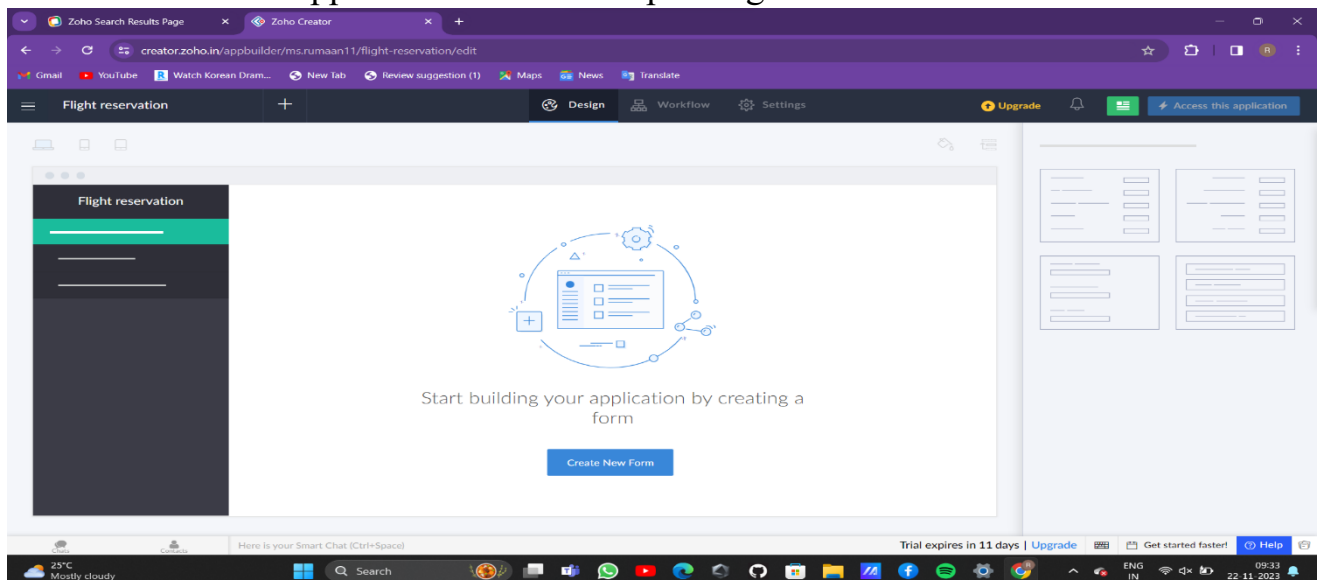 Zoho Search Results Page
Zoho Creator
creator.zoho.in/appbuilder/ms.rumaan11/flight-reservation/edit
R
Gmail YouTube Watch Korean Dram... New Tab Review suggestion (1) Maps News Translate
Flight reservation
Design Workflow Settings
Upgrade
Access this application
Flight reservation
Start building your application by creating a
form
Create New Form
Chats Contacts Here is your Smart Chat (Ctrl+Space)
Trial expires in 11 days | Upgrade
Get started faster!
Help
25°C
Mostly cloudy
Search
ENG
IN
09:33
22-11-2023